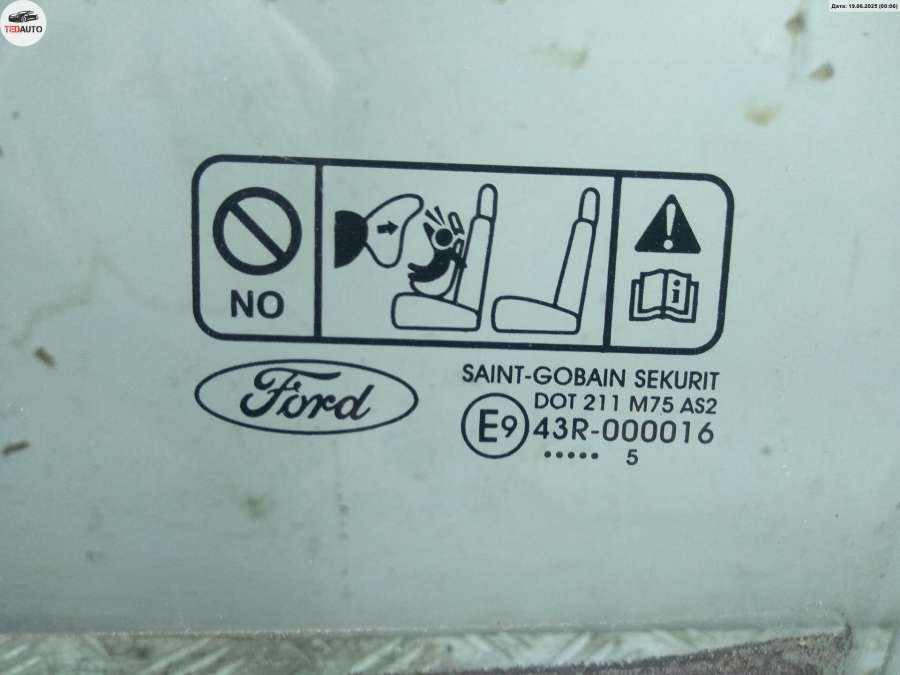 TEDAUTO
Дата: 19.06.2025 (00:06)
NO
i
Ford
SAINT-GOBAIN SEKURIT
DOT 211 M75 AS2
E9 43R-000016
..... 5